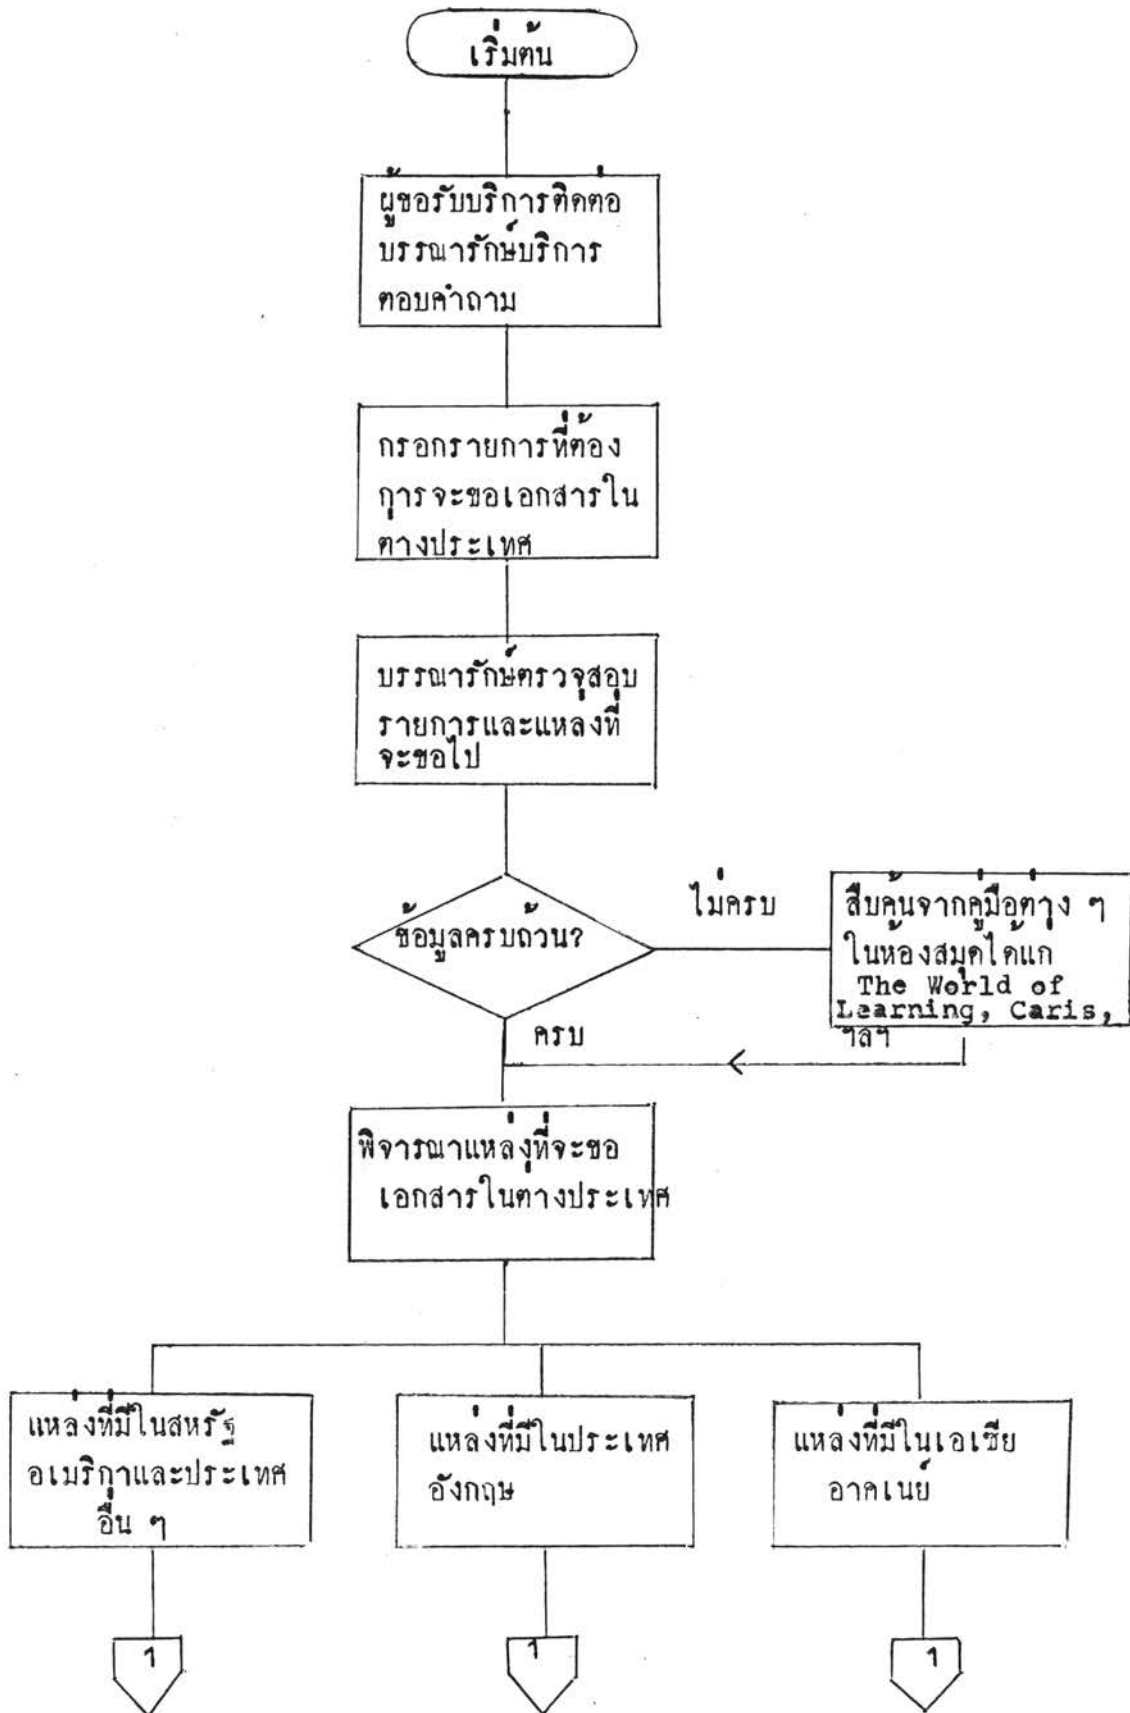 เริ่มต้น
ผู้ขอรับบริการติดต่อ
บรรณารักษ์บริการ
ตอบคำถาม
กรอกรายการที่ต้อง
การจะขอเอกสารใน
ต่างประเทศ
บรรณารักษ์ตรวจสอบ
รายการและแหล่งที่
จะขอไป
ข้อมูลครบถ้วน?
ไม่ครบ
สืบค้นจากคู่มือต่าง ๆ
ในห้องสมุดได้แก่
The World of
Learning, Caris,
ฯลฯ
ครบ
พิจารณาแหล่งที่จะขอ
เอกสารในต่างประเทศ
แหล่งที่มีในสหรัฐ
อเมริกาและประเทศ
อื่น ๆ
แหล่งที่มีในประเทศ
อังกฤษ
แหล่งที่มีในเอเซีย
อาคเนย์
1
1
1